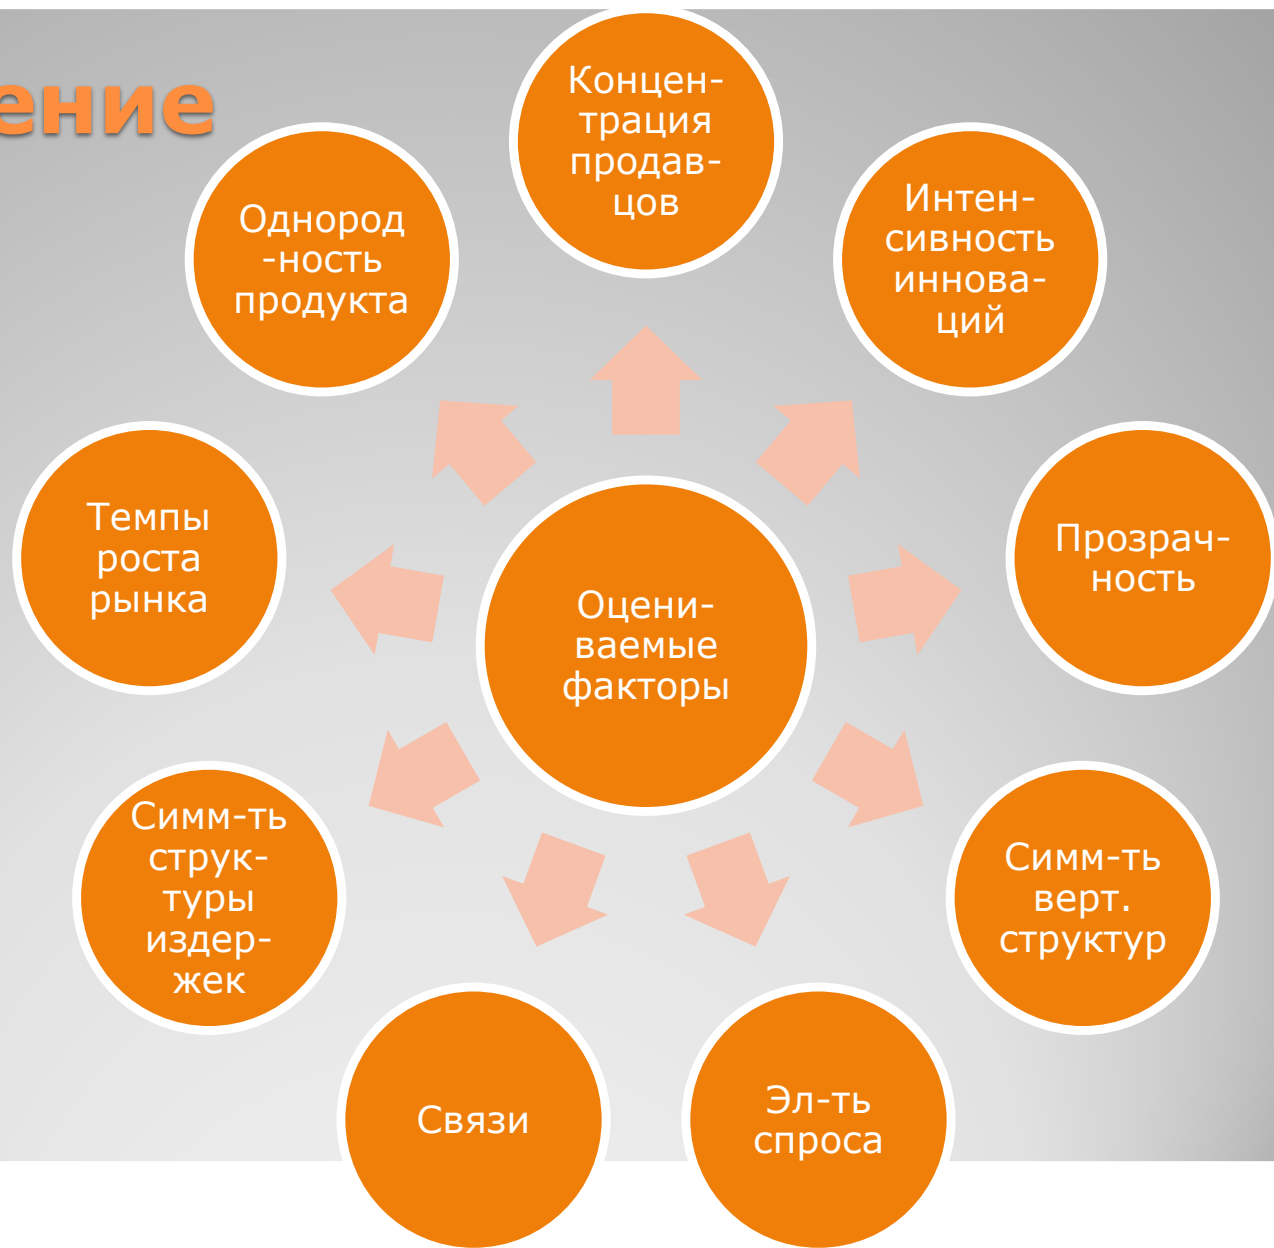 ение
Концен-
трация
продав-
цов
Интен-
сивность
иннова-
ций
Прозрач-
ность
Симм-ть
верт.
структур
Эл-ть
спроса
Связи
Симм-ть
струк-
туры
издер-
жек
Темпы
роста
рынка
Однород
-ность
продукта
Оцени-
ваемые
факторы